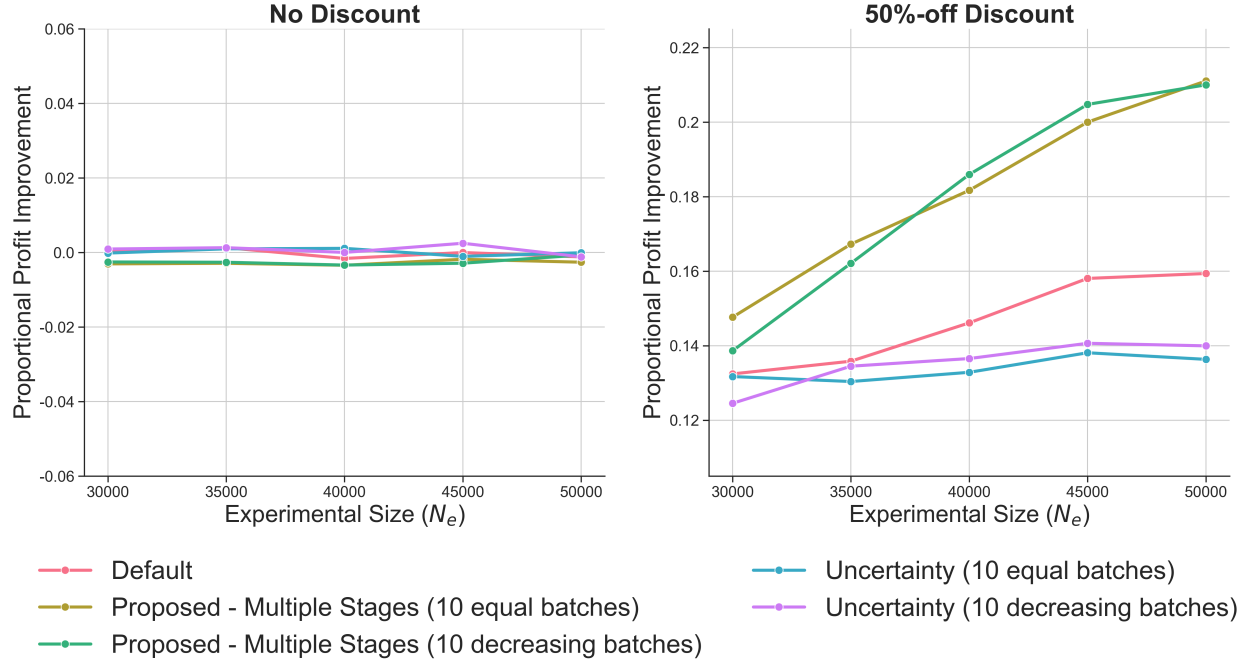 No Discount
50%-off Discount
Proportional Profit Improvement
0.06
0.04
0.02
0.0
-0.02
-0.04
-0.06
30000 35000 40000 45000 50000
Experimental Size (Nₑ)
Proportional Profit Improvement
0.22
0.2
0.18
0.16
0.14
0.12
30000 35000 40000 45000 50000
Experimental Size (Nₑ)
Default
Proposed - Multiple Stages (10 equal batches)
Proposed - Multiple Stages (10 decreasing batches)
Uncertainty (10 equal batches)
Uncertainty (10 decreasing batches)